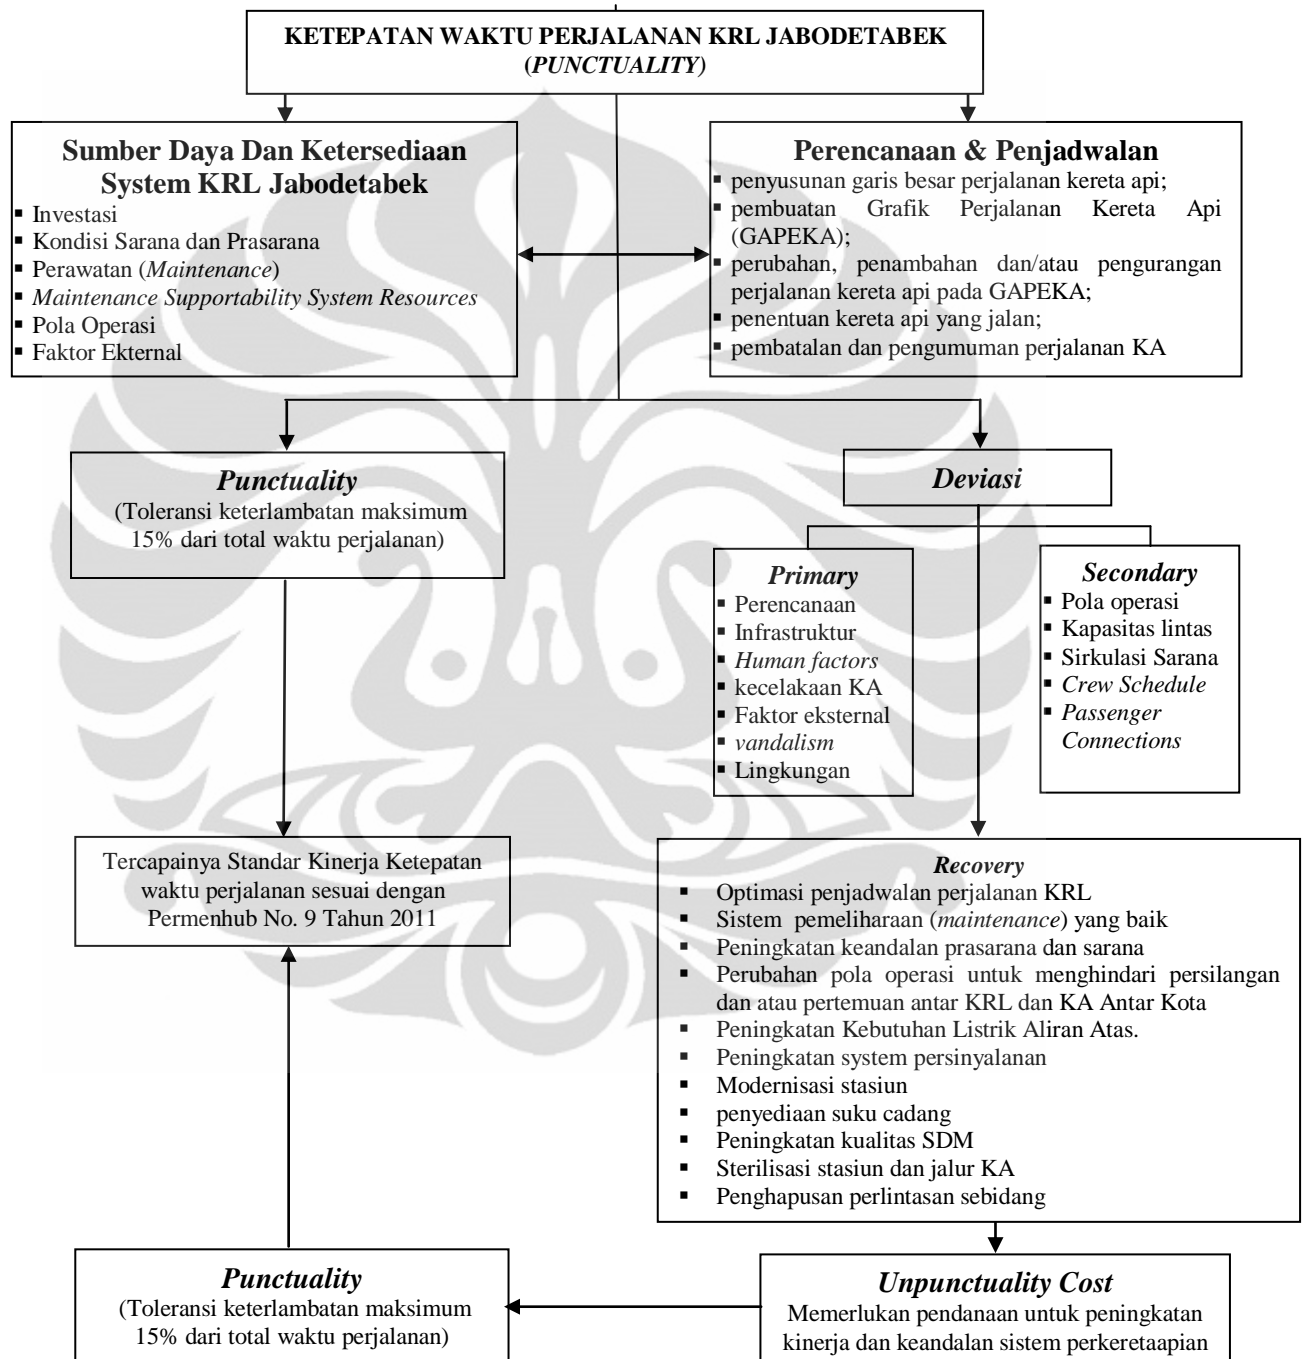 KETEPATAN WAKTU PERJALANAN KRL JABODETABEK
(PUNCTUALITY)
Sumber Daya Dan Ketersediaan
System KRL Jabodetabek
▪ Investasi
▪ Kondisi Sarana dan Prasarana
▪ Perawatan (Maintenance)
▪ Maintenance Supportability System Resources
▪ Pola Operasi
▪ Faktor Ekternal
Perencanaan & Penjadwalan
▪ penyusunan garis besar perjalanan kereta api;
▪ pembuatan Grafik Perjalanan Kereta Api
(GAPEKA);
▪ perubahan, penambahan dan/atau pengurangan
perjalanan kereta api pada GAPEKA;
▪ penentuan kereta api yang jalan;
▪ pembatalan dan pengumuman perjalanan KA
Punctuality
(Toleransi keterlambatan maksimum
15% dari total waktu perjalanan)
Deviasi
Primary
▪ Perencanaan
▪ Infrastruktur
▪ Human factors
▪ kecelakaan KA
▪ Faktor eksternal
▪ vandalism
▪ Lingkungan
Secondary
▪ Pola operasi
▪ Kapasitas lintas
▪ Sirkulasi Sarana
▪ Crew Schedule
▪ Passenger
Connections
Tercapainya Standar Kinerja Ketepatan
waktu perjalanan sesuai dengan
Permenhub No. 9 Tahun 2011
Recovery
▪ Optimasi penjadwalan perjalanan KRL
▪ Sistem pemeliharaan (maintenance) yang baik
▪ Peningkatan keandalan prasarana dan sarana
▪ Perubahan pola operasi untuk menghindari persilangan
dan atau pertemuan antar KRL dan KA Antar Kota
▪ Peningkatan Kebutuhan Listrik Aliran Atas.
▪ Peningkatan system persinyalanan
▪ Modernisasi stasiun
▪ penyediaan suku cadang
▪ Peningkatan kualitas SDM
▪ Sterilisasi stasiun dan jalur KA
▪ Penghapusan perlintasan sebidang
Punctuality
(Toleransi keterlambatan maksimum
15% dari total waktu perjalanan)
Unpunctuality Cost
Memerlukan pendanaan untuk peningkatan
kinerja dan keandalan sistem perkeretaapian